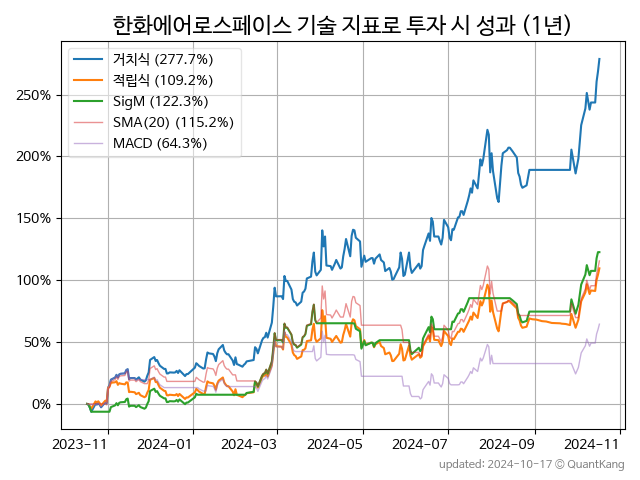 한화에어로스페이스 기술 지표로 투자 시 성과 (1년)
거치식 (277.7%)
적립식 (109.2%)
SigM (122.3%)
SMA(20) (115.2%)
MACD (64.3%)
250%
200%
150%
100%
50%
0%
2023-11 2024-01 2024-03 2024-05 2024-07 2024-09 2024-11
updated: 2024-10-17 © QuantKang